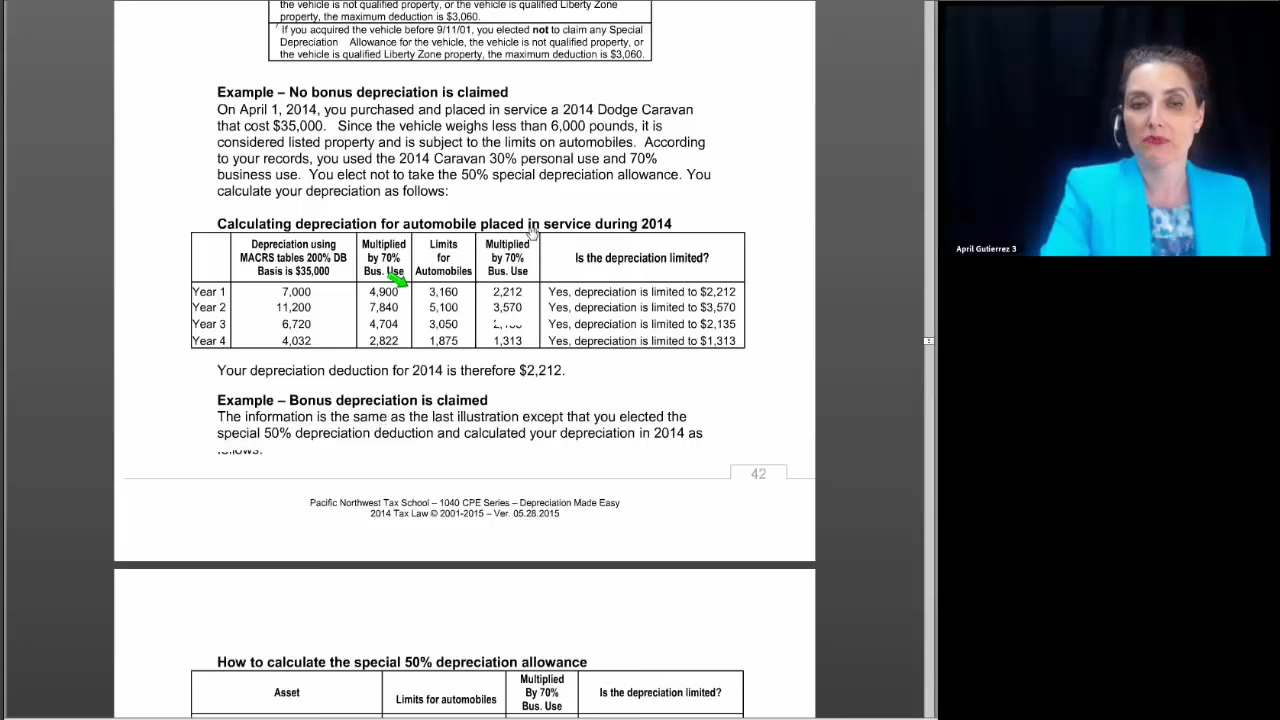 the vehicle is not qualified property, or the vehicle is qualified Liberty Zone
property, the maximum deduction is $3,060.
7 If you acquired the vehicle before 9/11/01, you elected not to claim any Special
Depreciation Allowance for the vehicle, the vehicle is not qualified property, or
the vehicle is qualified Liberty Zone property, the maximum deduction is $3,060.
Example – No bonus depreciation is claimed
On April 1, 2014, you purchased and placed in service a 2014 Dodge Caravan
that cost $35,000. Since the vehicle weighs less than 6,000 pounds, it is
considered listed property and is subject to the limits on automobiles. According
to your records, you used the 2014 Caravan 30% personal use and 70%
business use. You elect not to take the 50% special depreciation allowance. You
calculate your depreciation as follows:
Calculating depreciation for automobile placed in service during 2014
Depreciation using
MACRS tables 200% DB
Basis is $35,000
Multiplied
by 70%
Bus. Use
Limits
for
Automobiles
Multiplied
by 70%
Bus. Use
Is the depreciation limited?
Year 1 7,000 4,900 3,160 2,212 Yes, depreciation is limited to $2,212
Year 2 11,200 7,840 5,100 3,570 Yes, depreciation is limited to $3,570
Year 3 6,720 4,704 3,050 Yes, depreciation is limited to $2,135
Year 4 4,032 2,822 1,875 1,313 Yes, depreciation is limited to $1,313
Your depreciation deduction for 2014 is therefore $2,212.
Example – Bonus depreciation is claimed
The information is the same as the last illustration except that you elected the
special 50% depreciation deduction and calculated your depreciation in 2014 as
42
Pacific Northwest Tax School – 1040 CPE Series – Depreciation Made Easy
2014 Tax Law © 2001-2015 – Ver. 05.28.2015
How to calculate the special 50% depreciation allowance
Asset
Limits for automobiles
Multiplied
By 70%
Bus. Use
Is the depreciation limited?
April Gutierrez 3